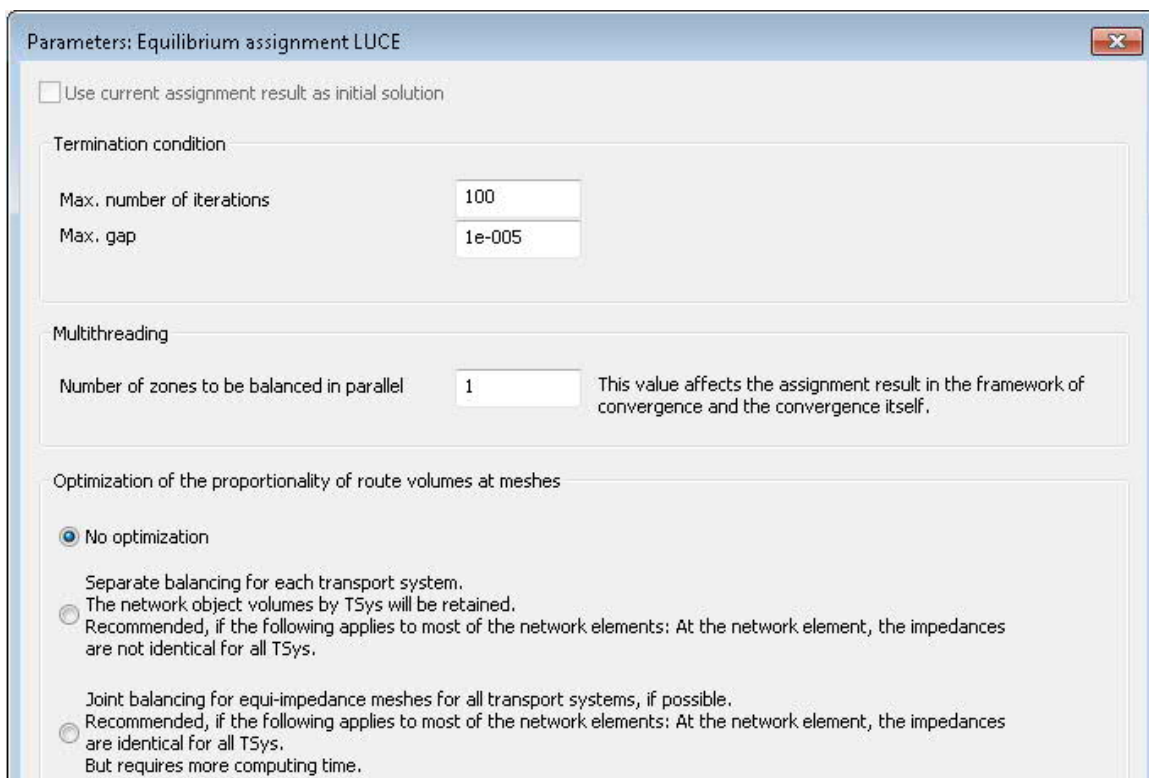 Parameters: Equilibrium assignment LUCE
Use current assignment result as initial solution
Termination condition
Max. number of iterations 100
Max. gap 1e-005
Multithreading
Number of zones to be balanced in parallel 1 This value affects the assignment result in the framework of
convergence and the convergence itself.
Optimization of the proportionality of route volumes at meshes
No optimization
Separate balancing for each transport system.
The network object volumes by TSys will be retained.
Recommended, if the following applies to most of the network elements: At the network element, the impedances
are not identical for all TSys.
Joint balancing for equi-impedance meshes for all transport systems, if possible.
Recommended, if the following applies to most of the network elements: At the network element, the impedances
are identical for all TSys.
But requires more computing time.